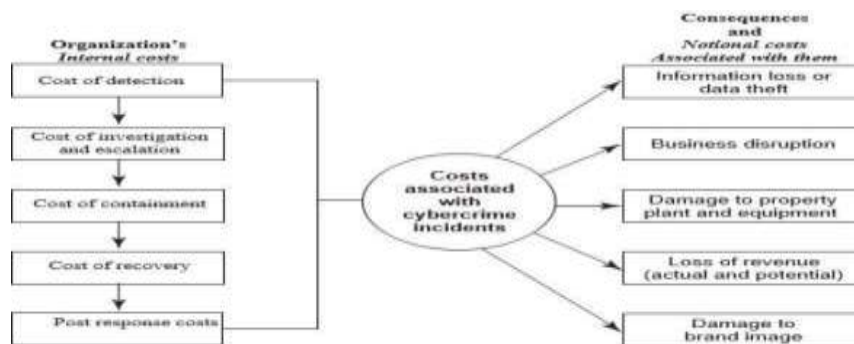 Organization's
Internal costs
Cost of detection
Cost of investigation
and escalation
Cost of containment
Cost of recovery
Post response costs
Costs
associated
with
cybercrime
incidents
Consequences
and
Notional costs
Associated with them
Information loss or
data theft
Business disruption
Damage to property
plant and equipment
Loss of revenue
(actual and potential)
Damage to
brand image